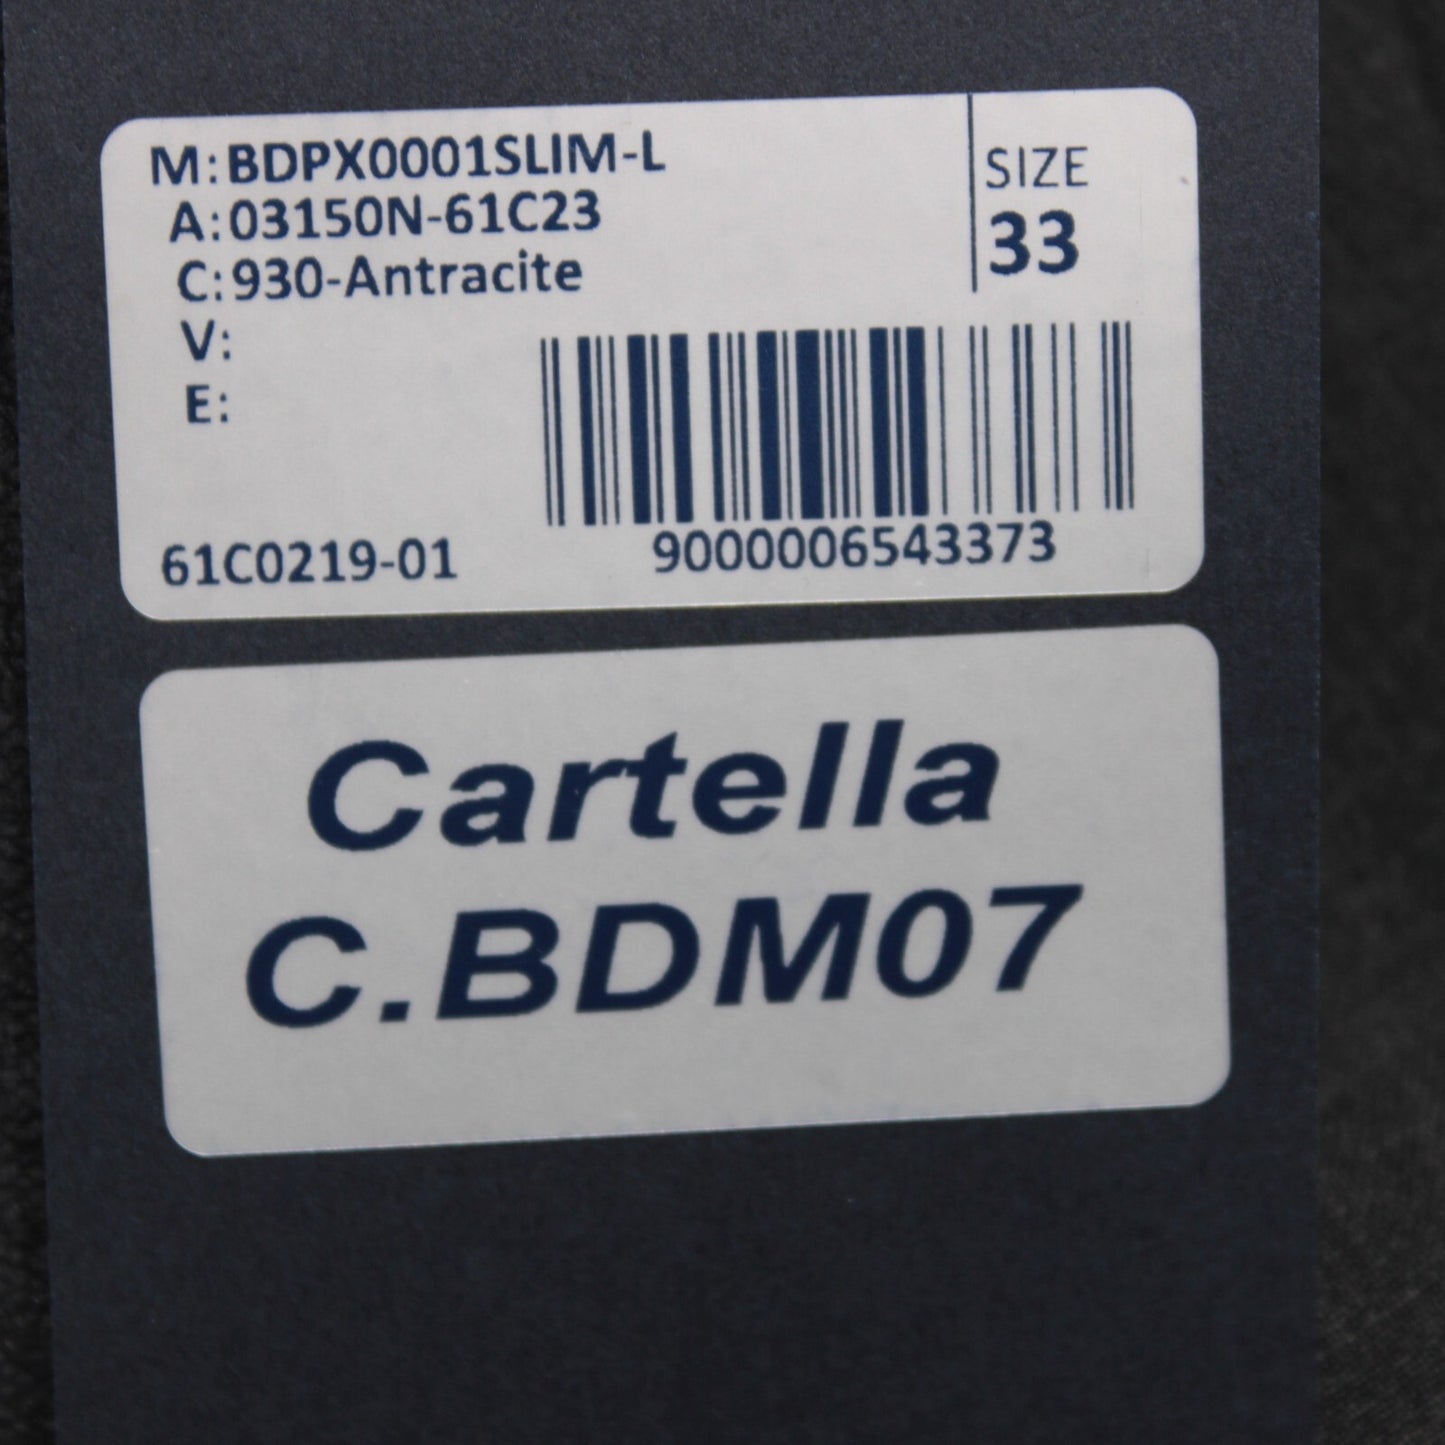 M: BDPX0001SLIM-L
A: 03150N-61C23
C: 930-Antracite
V:
E:
SIZE
33
61C0219-01
9000006543373
Cartella
C.BDM07